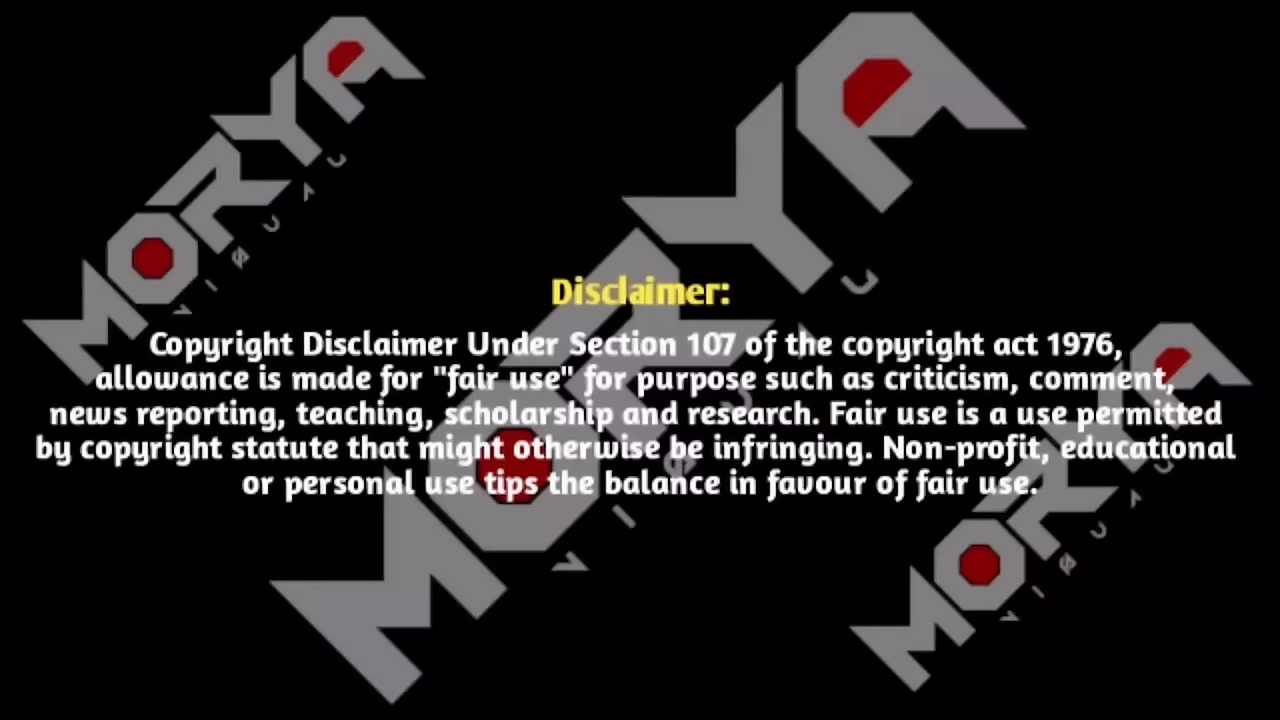 MORYA
VISUAL
MORYA
VISUAL
Disclaimer:
Copyright Disclaimer Under Section 107 of the copyright act 1976,
allowance is made for "fair use" for purpose such as criticism, comment,
news reporting, teaching, scholarship and research. Fair use is a use permitted
by copyright statute that might otherwise be infringing. Non-profit, educational
or personal use tips the balance in favour of fair use.
MORYA
VISUAL